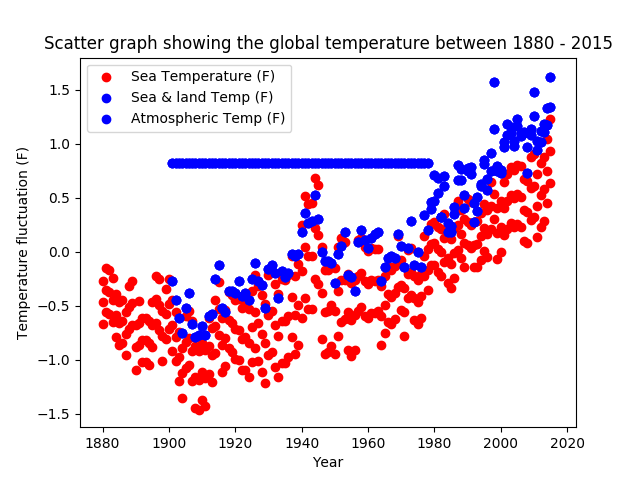 Scatter graph showing the global temperature between 1880 - 2015
Sea Temperature (F)
Sea & land Temp (F)
Atmospheric Temp (F)
Temperature fluctuation (F)
1.5
1.0
0.5
0.0
−0.5
−1.0
−1.5
1880 1900 1920 1940 1960 1980 2000 2020
Year